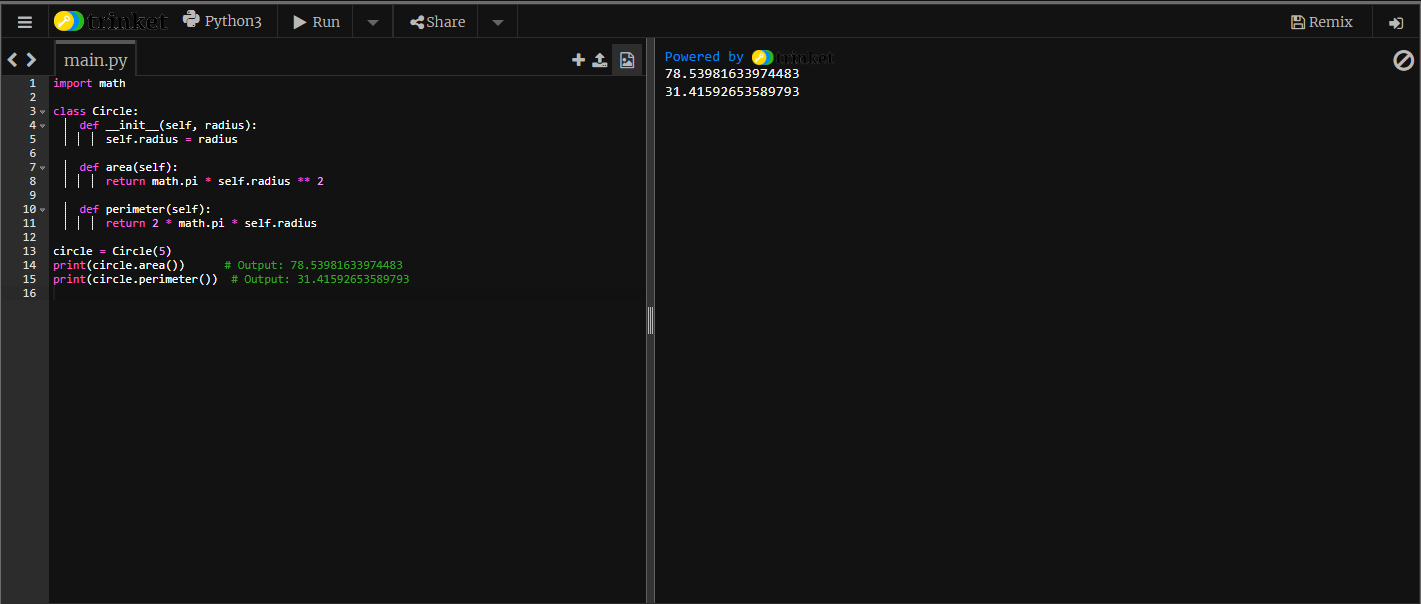 trinket Python3 Run Share Remix
main.py
1 import math
2
3 class Circle:
4     def __init__(self, radius):
5         self.radius = radius
6
7     def area(self):
8         return math.pi * self.radius ** 2
9
10     def perimeter(self):
11         return 2 * math.pi * self.radius
12
13 circle = Circle(5)
14 print(circle.area())      # Output: 78.53981633974483
15 print(circle.perimeter())  # Output: 31.41592653589793
16
Powered by trinket
78.53981633974483
31.41592653589793